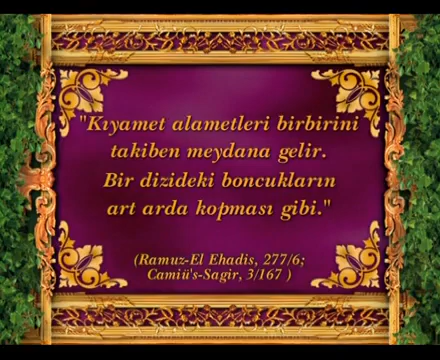 "Kıyamet alametleri birbirini
takiben meydana gelir.
Bir dizideki boncukların
art arda kopması gibi."
(Ramuz-El Ehadis, 277/6;
Camiü's-Sagir, 3/167 )